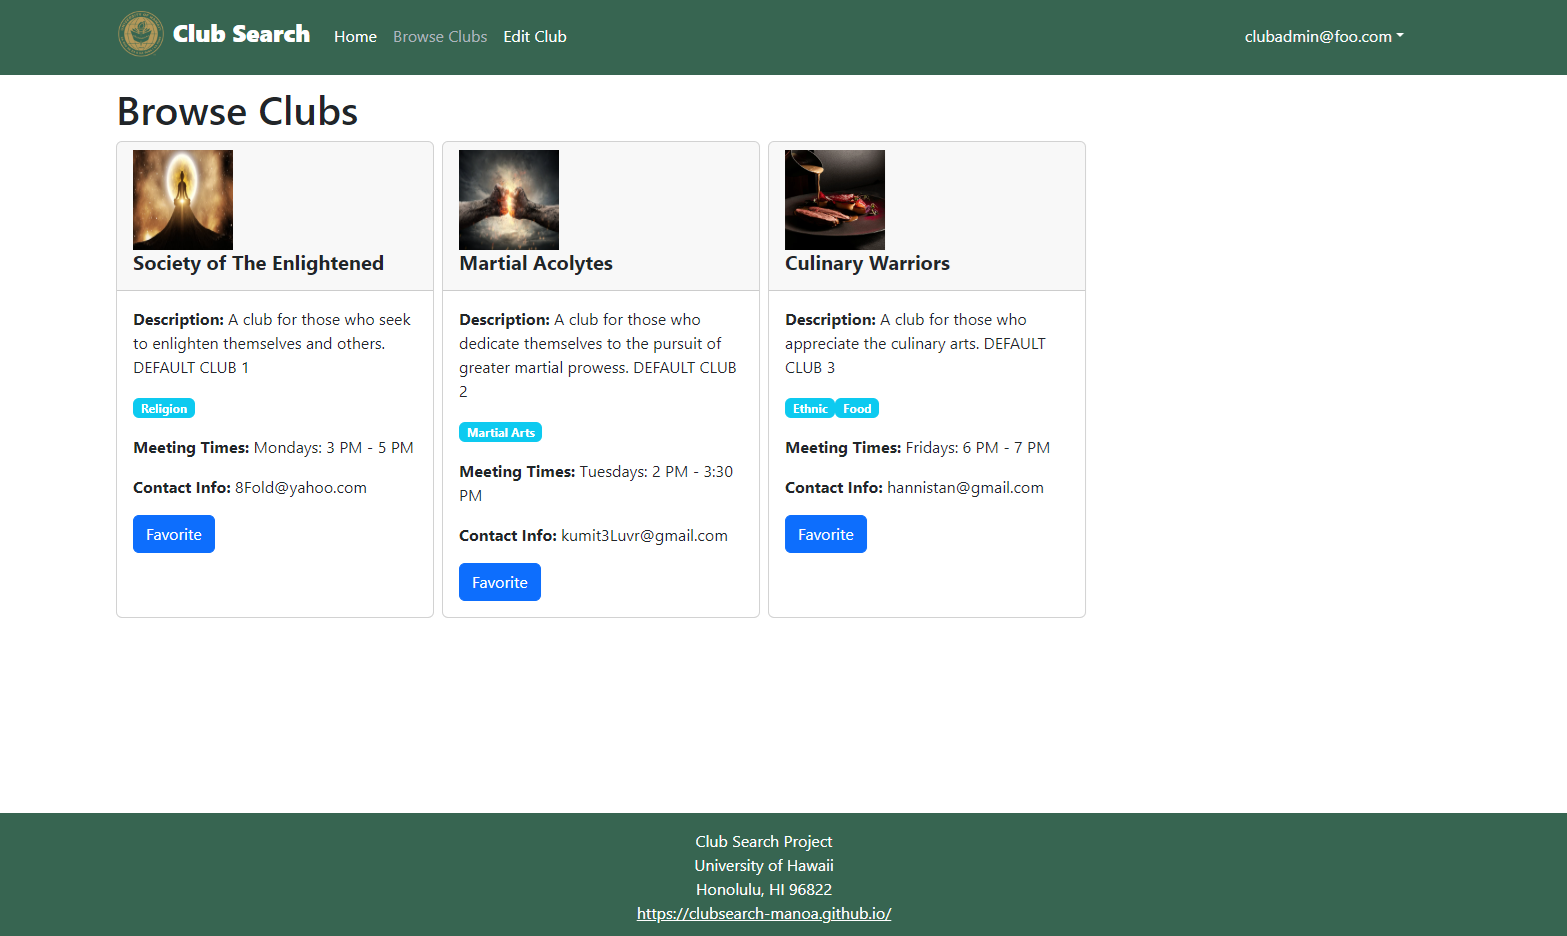 Club Search
Home
Browse Clubs
Edit Club
clubadmin@foo.com
Browse Clubs
Society of The Enlightened
Description: A club for those who seek
to enlighten themselves and others.
DEFAULT CLUB 1
Religion
Meeting Times: Mondays: 3 PM - 5 PM
Contact Info: 8Fold@yahoo.com
Favorite
Martial Acolytes
Description: A club for those who
dedicate themselves to the pursuit of
greater martial prowess. DEFAULT CLUB
2
Martial Arts
Meeting Times: Tuesdays: 2 PM - 3:30
PM
Contact Info: kumit3Luvr@gmail.com
Favorite
Culinary Warriors
Description: A club for those who
appreciate the culinary arts. DEFAULT
CLUB 3
Ethnic
Food
Meeting Times: Fridays: 6 PM - 7 PM
Contact Info: hannistan@gmail.com
Favorite
Club Search Project
University of Hawaii
Honolulu, HI 96822
https://clubsearch-manoa.github.io/